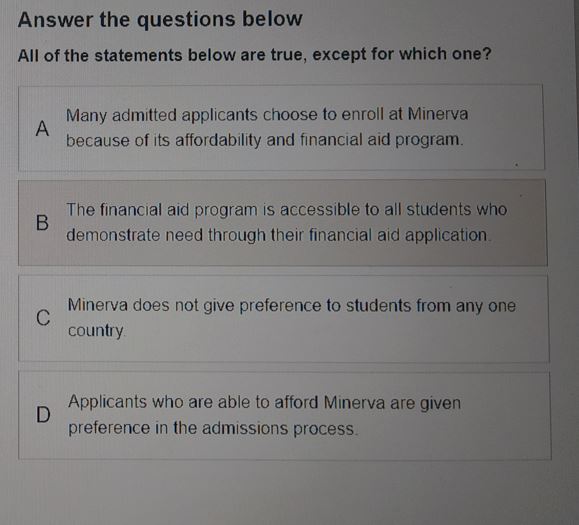 Answer the questions below
All of the statements below are true, except for which one?
A
Many admitted applicants choose to enroll at Minerva
because of its affordability and financial aid program.
B
The financial aid program is accessible to all students who
demonstrate need through their financial aid application.
C
Minerva does not give preference to students from any one
country.
D
Applicants who are able to afford Minerva are given
preference in the admissions process.